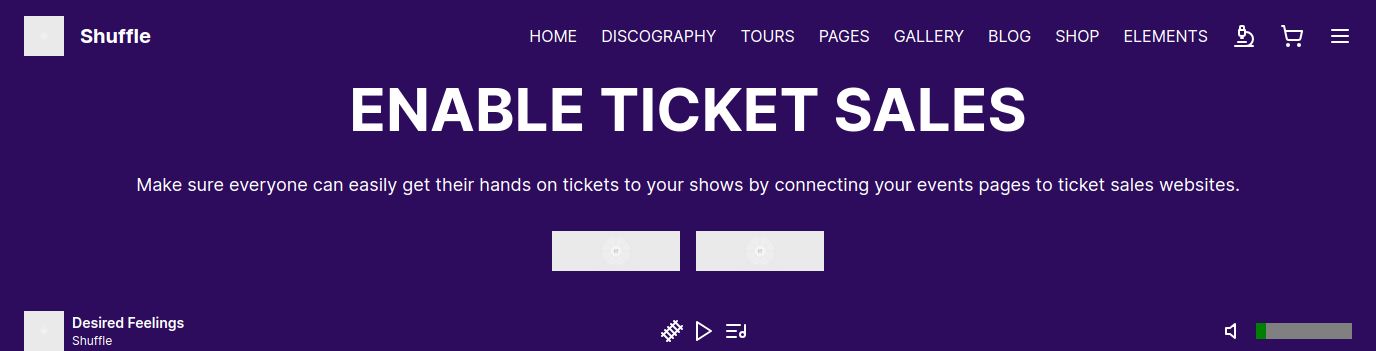 Shuffle
HOME DISCOGRAPHY TOURS PAGES GALLERY BLOG SHOP ELEMENTS
ENABLE TICKET SALES
Make sure everyone can easily get their hands on tickets to your shows by connecting your events pages to ticket sales websites.
Desired Feelings
Shuffle